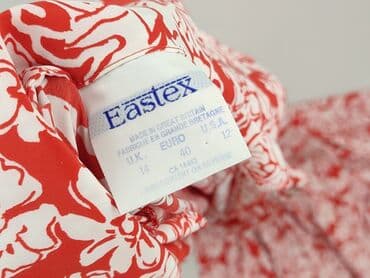 Eastex
MADE IN GREAT BRITAIN
FABRIQUE EN GRANDE BRETAGNE
U.K. EURO U.S.A.
14 40 12